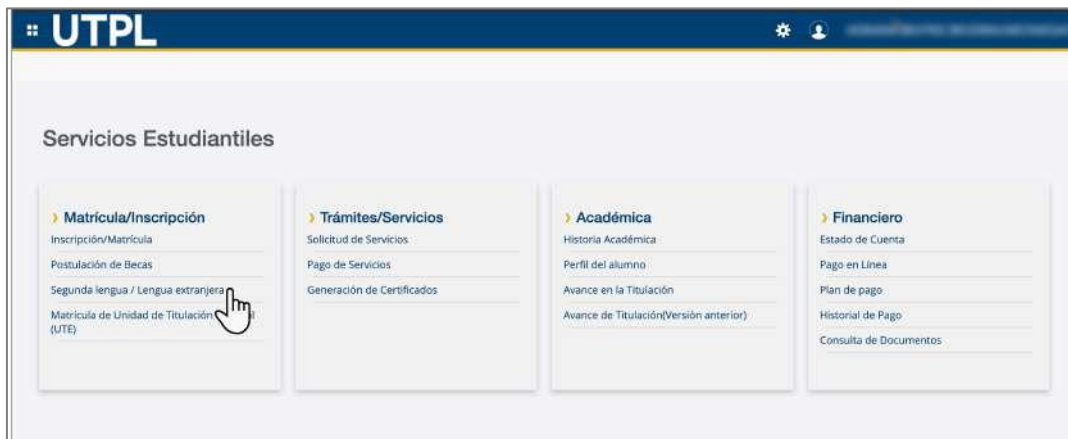 UTPL
Servicios Estudiantiles
Matrícula/Inscripción
Inscripción/Matrícula
Postulación de Becas
Segunda lengua / Lengua extranjera
Matrícula de Unidad de Titulación
(UTE)
Trámites/Servicios
Solicitud de Servicios
Pago de Servicios
Generación de Certificados
Académica
Historia Académica
Perfil del alumno
Avance en la Titulación
Avance de Titulación(Versión anterior)
Financiero
Estado de Cuenta
Pago en Línea
Plan de pago
Historial de Pago
Consulta de Documentos